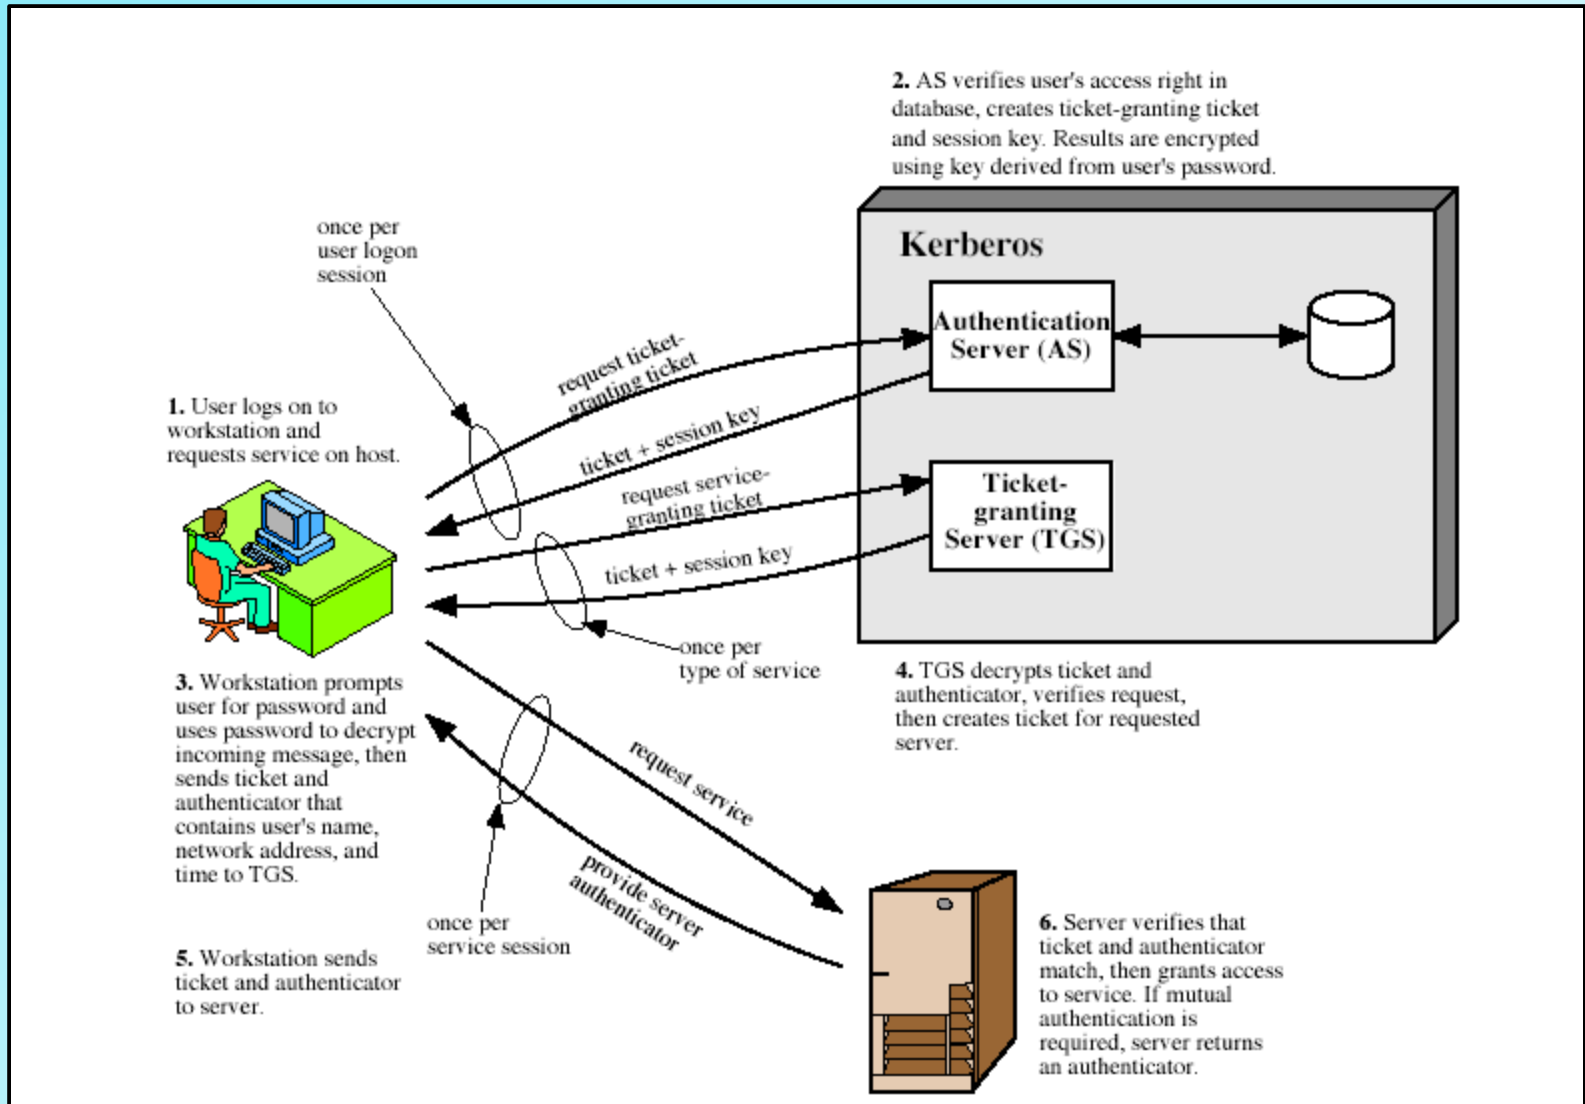 2. AS verifies user's access right in
database, creates ticket-granting ticket
and session key. Results are encrypted
using key derived from user's password.
once per
user logon
session
Kerberos
Authentication
Server (AS)
request ticket-
granting ticket
1. User logs on to
workstation and
requests service on host.
ticket + session key
request service-
granting ticket
Ticket-
granting
Server (TGS)
ticket + session key
once per
type of service
3. Workstation prompts
user for password and
uses password to decrypt
incoming message, then
sends ticket and
authenticator that
contains user's name,
network address, and
time to TGS.
4. TGS decrypts ticket and
authenticator, verifies request,
then creates ticket for requested
server.
request service
provide server
authenticator
once per
service session
5. Workstation sends
ticket and authenticator
to server.
6. Server verifies that
ticket and authenticator
match, then grants access
to service. If mutual
authentication is
required, server returns
an authenticator.